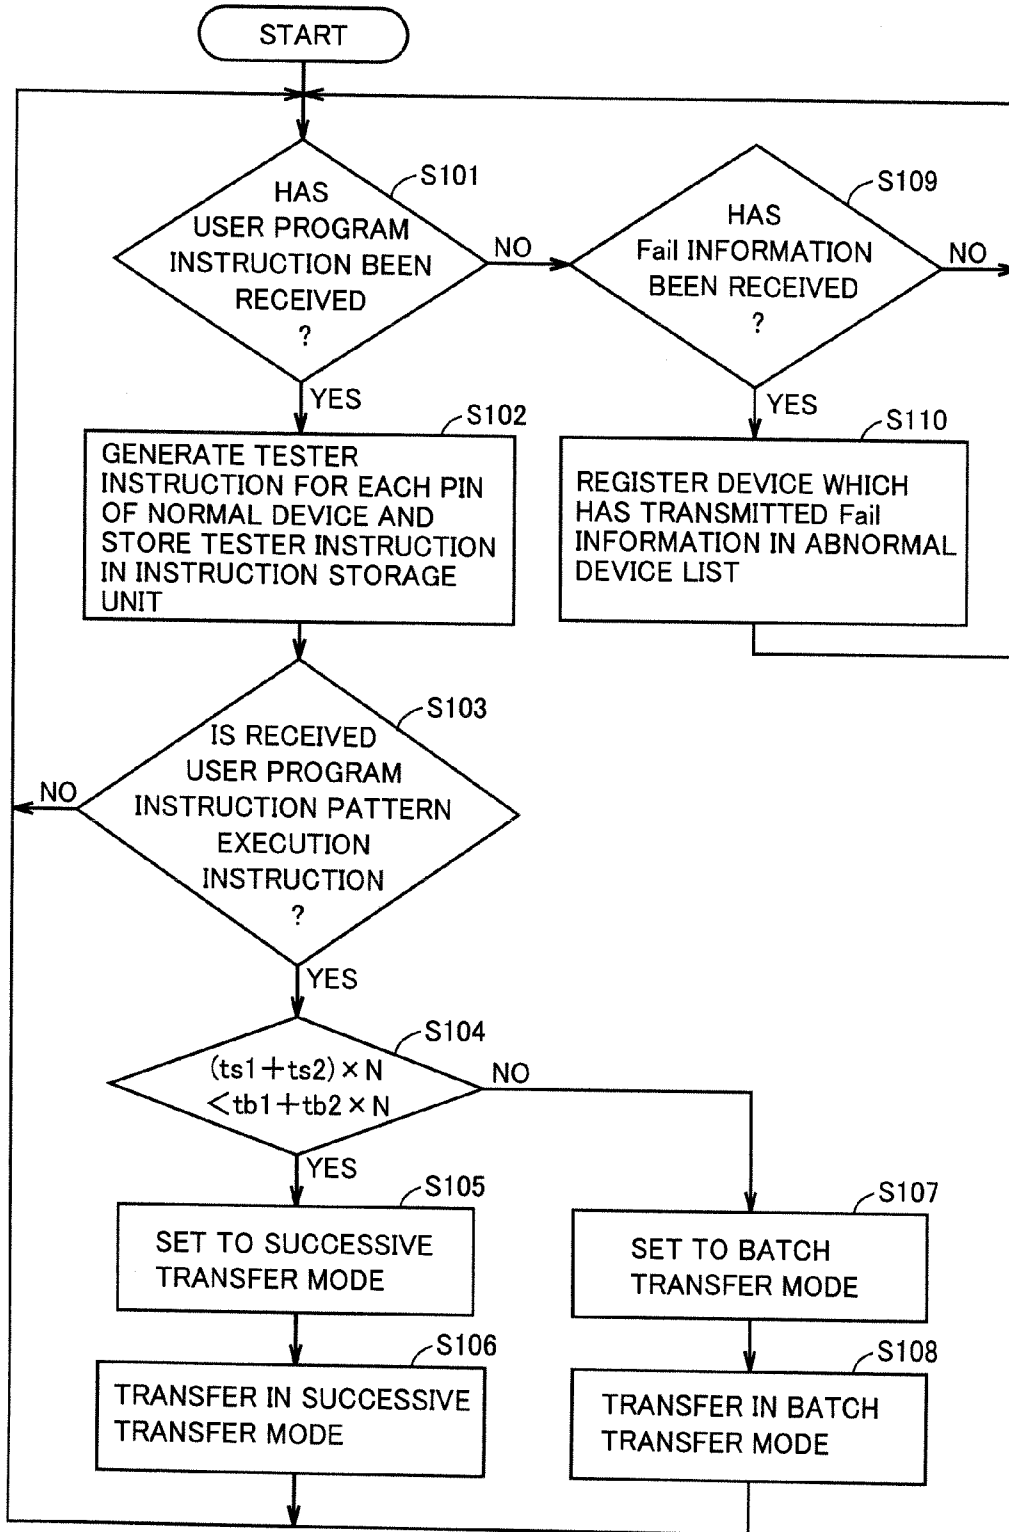 START
S101
HAS
USER PROGRAM
INSTRUCTION BEEN
RECEIVED
?
NO
YES
S109
HAS
Fail INFORMATION
BEEN RECEIVED
?
NO
YES
S102
GENERATE TESTER
INSTRUCTION FOR EACH PIN
OF NORMAL DEVICE AND
STORE TESTER INSTRUCTION
IN INSTRUCTION STORAGE
UNIT
S110
REGISTER DEVICE WHICH
HAS TRANSMITTED Fail
INFORMATION IN ABNORMAL
DEVICE LIST
S103
IS RECEIVED
USER PROGRAM
INSTRUCTION PATTERN
EXECUTION
INSTRUCTION
?
NO
YES
S104
(ts1+ts2)×N
<tb1+tb2×N
NO
YES
S105
SET TO SUCCESSIVE
TRANSFER MODE
S107
SET TO BATCH
TRANSFER MODE
S106
TRANSFER IN SUCCESSIVE
TRANSFER MODE
S108
TRANSFER IN BATCH
TRANSFER MODE